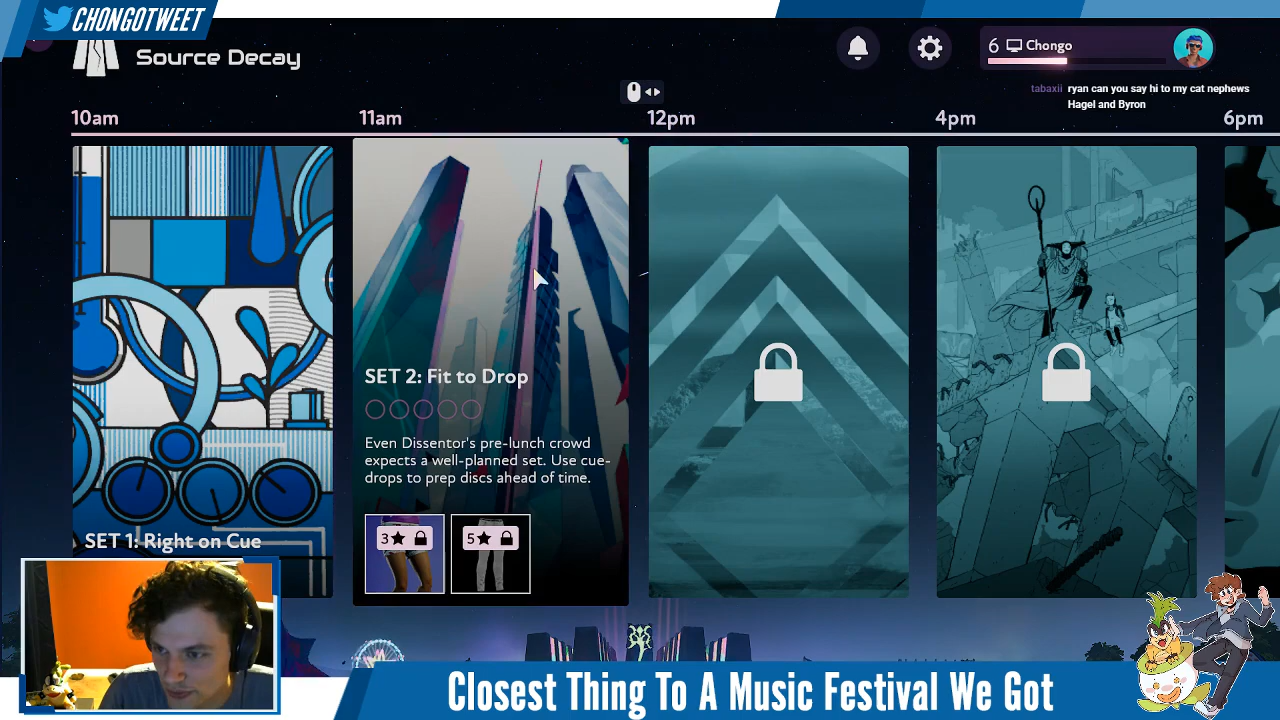 CHONGOTWEET
Source Decay
6 Chongo
tabaxii ryan can you say hi to my cat nephews
Hagel and Byron
10am
11am
12pm
4pm
6pm
SET 2: Fit to Drop
Even Dissentor's pre-lunch crowd
expects a well-planned set. Use cue-
drops to prep discs ahead of time.
3★
5★
SET 1: Right on Cue
Closest Thing To A Music Festival We Got